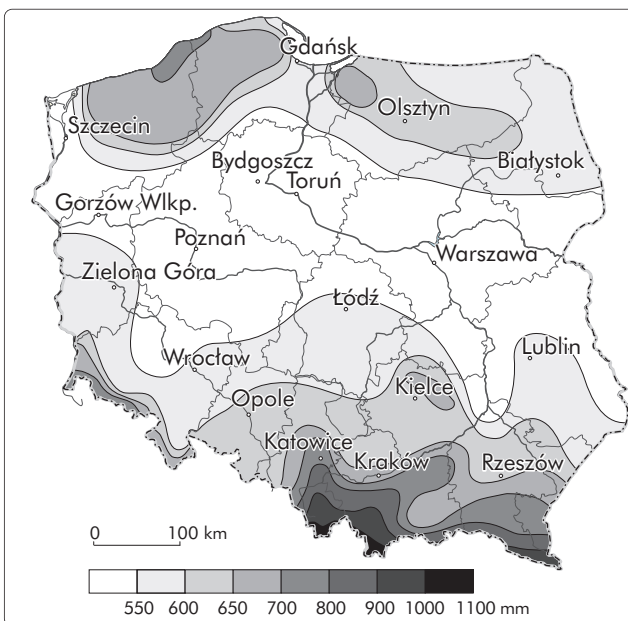 Gdańsk
Olsztyn
Szczecin
Białystok
Bydgoszcz
Toruń
Gorzów Wlkp.
Poznań
Warszawa
Zielona Góra
Łódź
Wrocław
Lublin
Kielce
Opole
Katowice
Kraków
Rzeszów
0 100 km
550 600 650 700 800 900 1000 1100 mm